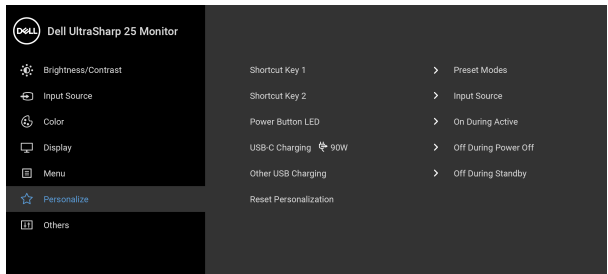 DELL Dell UltraSharp 25 Monitor
Brightness/Contrast
Input Source
Color
Display
Menu
Personalize
Others
Shortcut Key 1 > Preset Modes
Shortcut Key 2 > Input Source
Power Button LED > On During Active
USB-C Charging 90W > Off During Power Off
Other USB Charging > Off During Standby
Reset Personalization